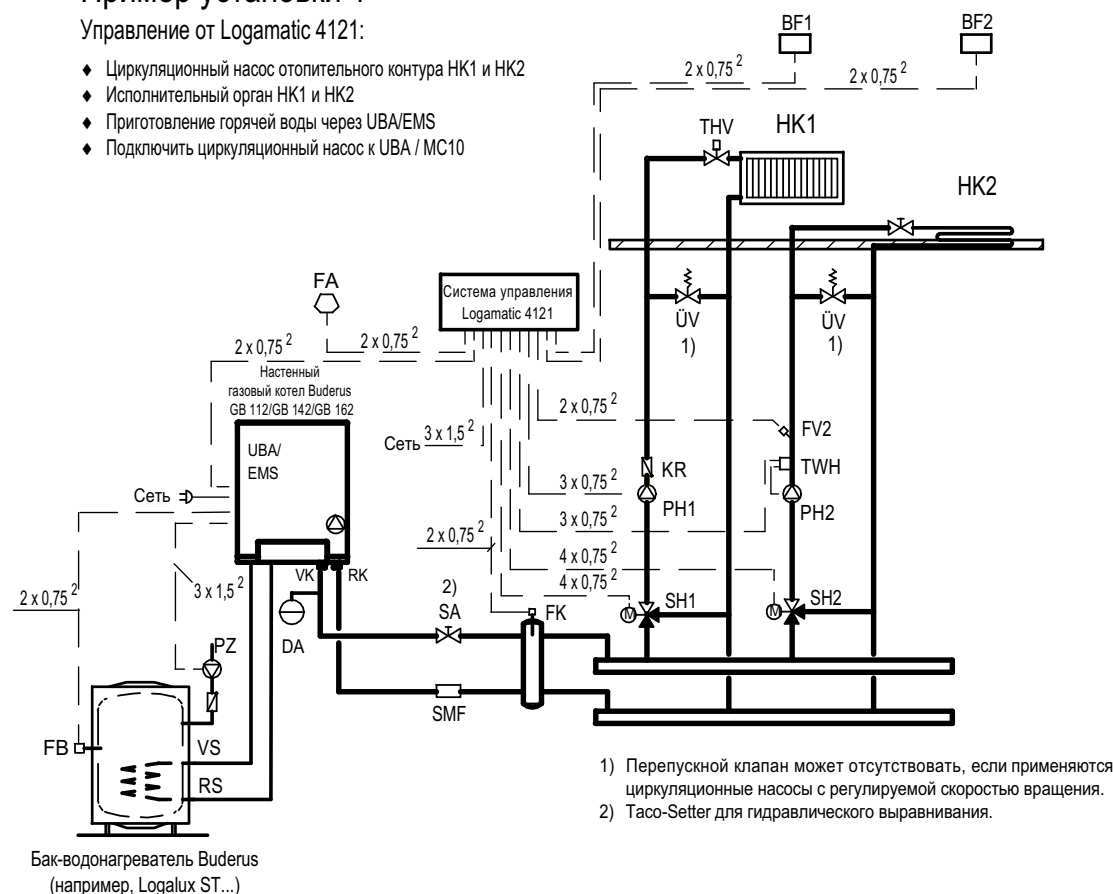 Управление от Logamatic 4121:
♦ Циркуляционный насос отопительного контура HK1 и HK2
♦ Исполнительный орган HK1 и HK2
♦ Приготовление горячей воды через UBA/EMS
♦ Подключить циркуляционный насос к UBA / MC10
BF1
BF2
2 x 0,75 2
2 x 0,75 2
THV
HK1
HK2
FA
Система управления
Logamatic 4121
ÜV
1)
ÜV
1)
2 x 0,75 2
2 x 0,75 2
Настенный
газовый котел Buderus
GB 112/GB 142/GB 162
2 x 0,75 2
FV2
UBA/
EMS
Сеть 3 x 1,5 2
KR
TWH
Сеть
3 x 0,75 2
PH1
PH2
3 x 0,75 2
2 x 0,75 2
4 x 0,75 2
4 x 0,75 2
VK
RK
2 x 0,75 2
3 x 1,5 2
2)
SA
FK
M
SH1
M
SH2
PZ
DA
SMF
FB
VS
RS
1) Перепускной клапан может отсутствовать, если применяются
циркуляционные насосы с регулируемой скоростью вращения.
2) Taco-Setter для гидравлического выравнивания.
Бак-водонагреватель Buderus
(например, Logalux ST...)